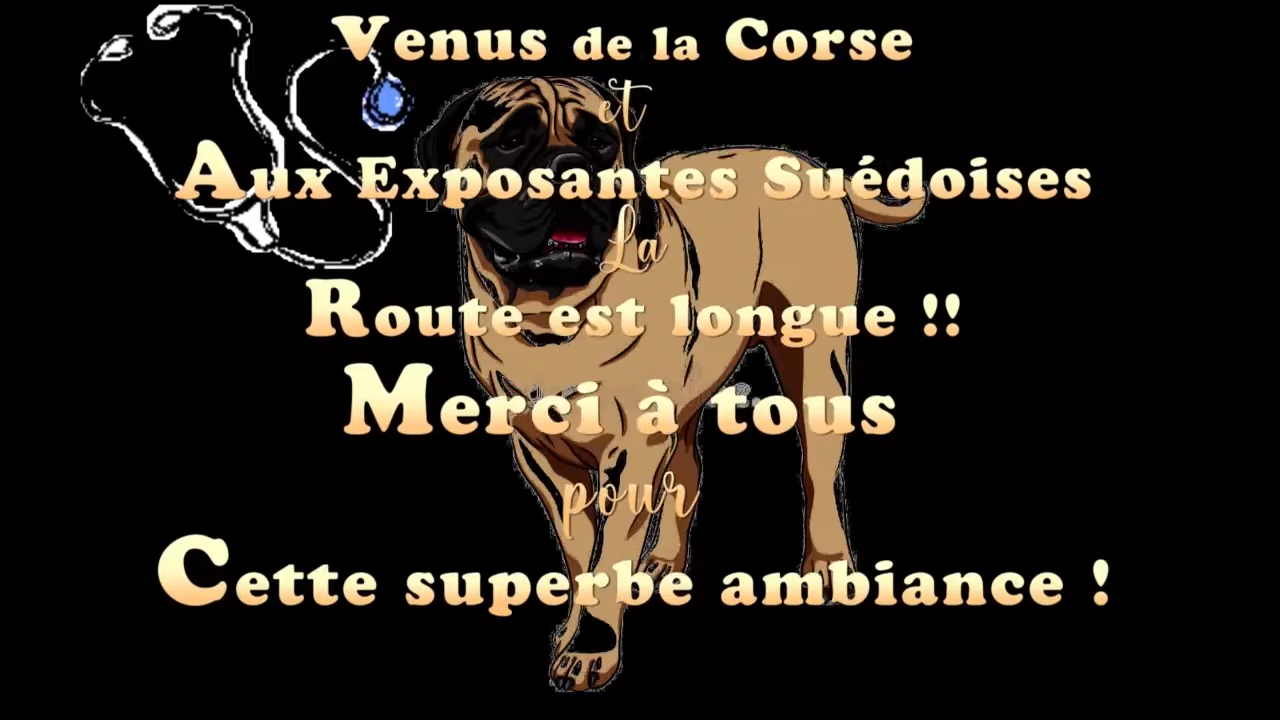 Venus de la Corse
et
Aux Exposantes Suédoises
La
Route est longue !!
Merci à tous
pour
Cette superbe ambiance !